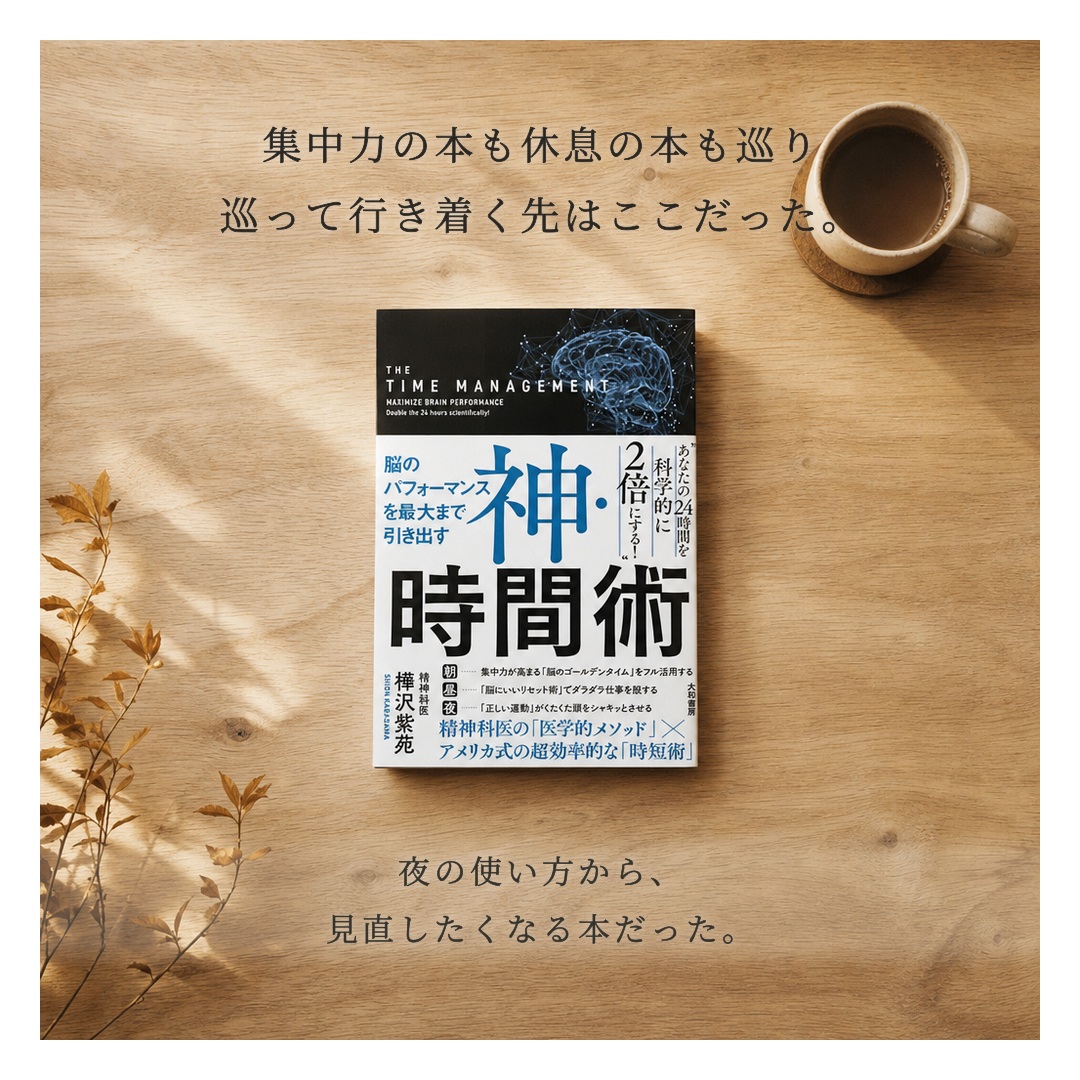 集中力の本も休息の本も巡り
巡って行き着く先はここだった。
THE
TIME MANAGEMENT
MAXIMIZE BRAIN PERFORMANCE
Double the 24 hours scientifically!
"あなたの24時間を
科学的に
2倍にする!"
脳の
パフォーマンス
を最大まで
引き出す
神・
時間術
朝……集中力が高まる「脳のゴールデンタイム」をフル活用する
昼……「脳にいいリセット術」でダラダラ仕事を脱する
夜……「正しい運動」がくたくた頭をシャキッとさせる
精神科医
樺沢紫苑
SHION KABASAWA
大和書房
精神科医の「医学的メソッド」×
アメリカ式の超効率的な「時短術」
夜の使い方から、
見直したくなる本だった。